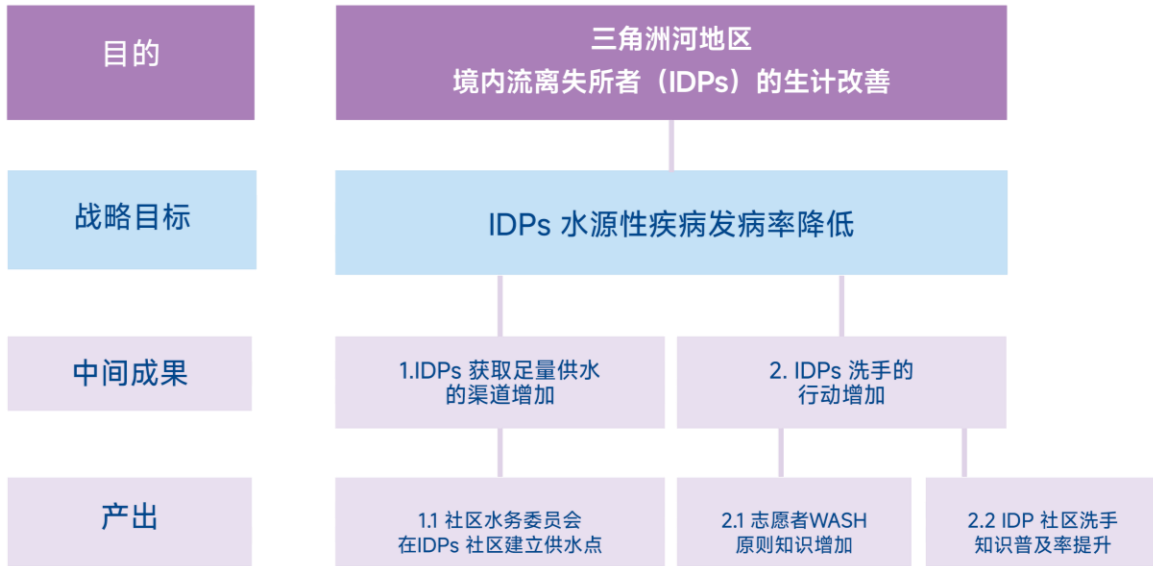 目的
三角洲河地区
境内流离失所者（IDPs）的生计改善
战略目标
IDPs 水源性疾病发病率降低
中间成果
1.IDPs 获取足量供水
的渠道增加
2. IDPs 洗手的
行动增加
产出
1.1 社区水务委员会
在IDPs 社区建立供水点
2.1 志愿者WASH
原则知识增加
2.2 IDP 社区洗手
知识普及率提升